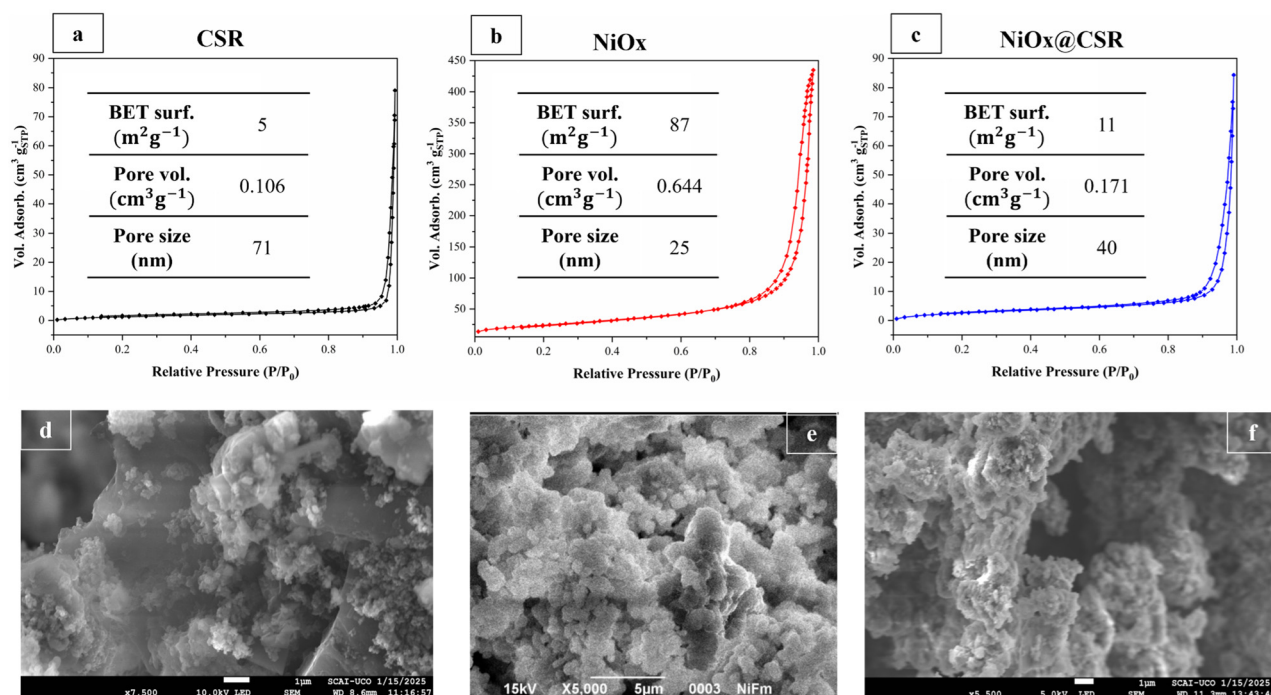 a
CSR
90
80
70
60
50
40
30
20
10
0
Vol. Adsorb. (cm³ g⁻¹STP)
BET surf. (m²g⁻¹) 5
Pore vol. (cm³g⁻¹) 0.106
Pore size (nm) 71
0.0 0.2 0.4 0.6 0.8 1.0
Relative Pressure (P/P₀)
b
NiOx
450
400
350
300
250
200
150
100
50
Vol. Adsorb. (cm³ g⁻¹STP)
BET surf. (m²g⁻¹) 87
Pore vol. (cm³g⁻¹) 0.644
Pore size (nm) 25
0.0 0.2 0.4 0.6 0.8 1.0
Relative Pressure (P/P₀)
c
NiOx@CSR
90
80
70
60
50
40
30
20
10
0
Vol. Adsorb. (cm³ g⁻¹STP)
BET surf. (m²g⁻¹) 11
Pore vol. (cm³g⁻¹) 0.171
Pore size (nm) 40
0.0 0.2 0.4 0.6 0.8 1.0
Relative Pressure (P/P₀)
d
1µm SCAI-UCO 1/15/2025
x7.500 10.0kV LED SEM WD 8.6mm 11:16:57
e
15kV X5,000 5µm 0003 NiFm
f
1µm SCAI-UCO 1/15/2025
x5.500 5.0kV LED SEM WD